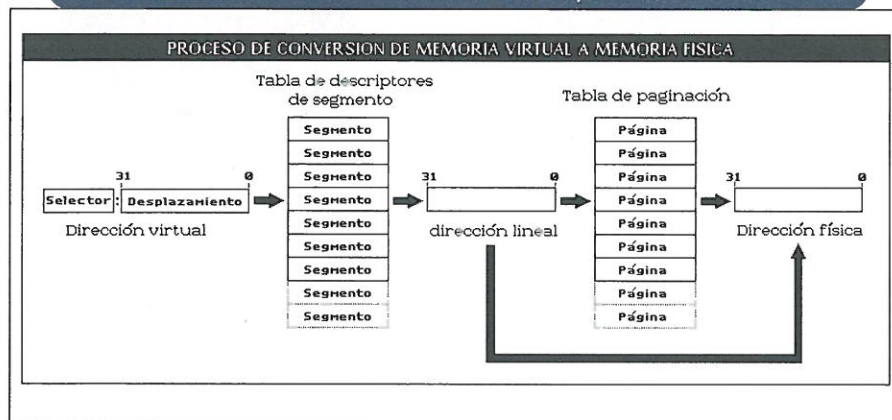 PROCESO DE CONVERSION DE MEMORIA VIRTUAL A MEMORIA FISICA
Tabla de descriptores
de segmento
Tabla de paginación
Segmento
Segmento
Segmento
Segmento
Segmento
Segmento
Segmento
Segmento
Segmento
Página
Página
Página
Página
Página
Página
Página
Página
Página
31 0
Selector : Desplazamiento
Dirección virtual
31 0
dirección lineal
31 0
Dirección física